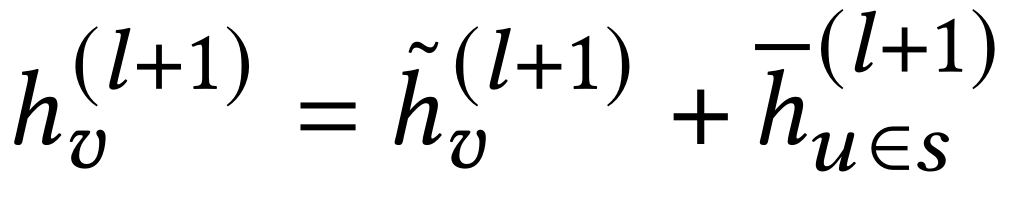 h_v^{(l+1)} = \tilde{h}_v^{(l+1)} + \overline{h}_{u \in s}^{(l+1)}